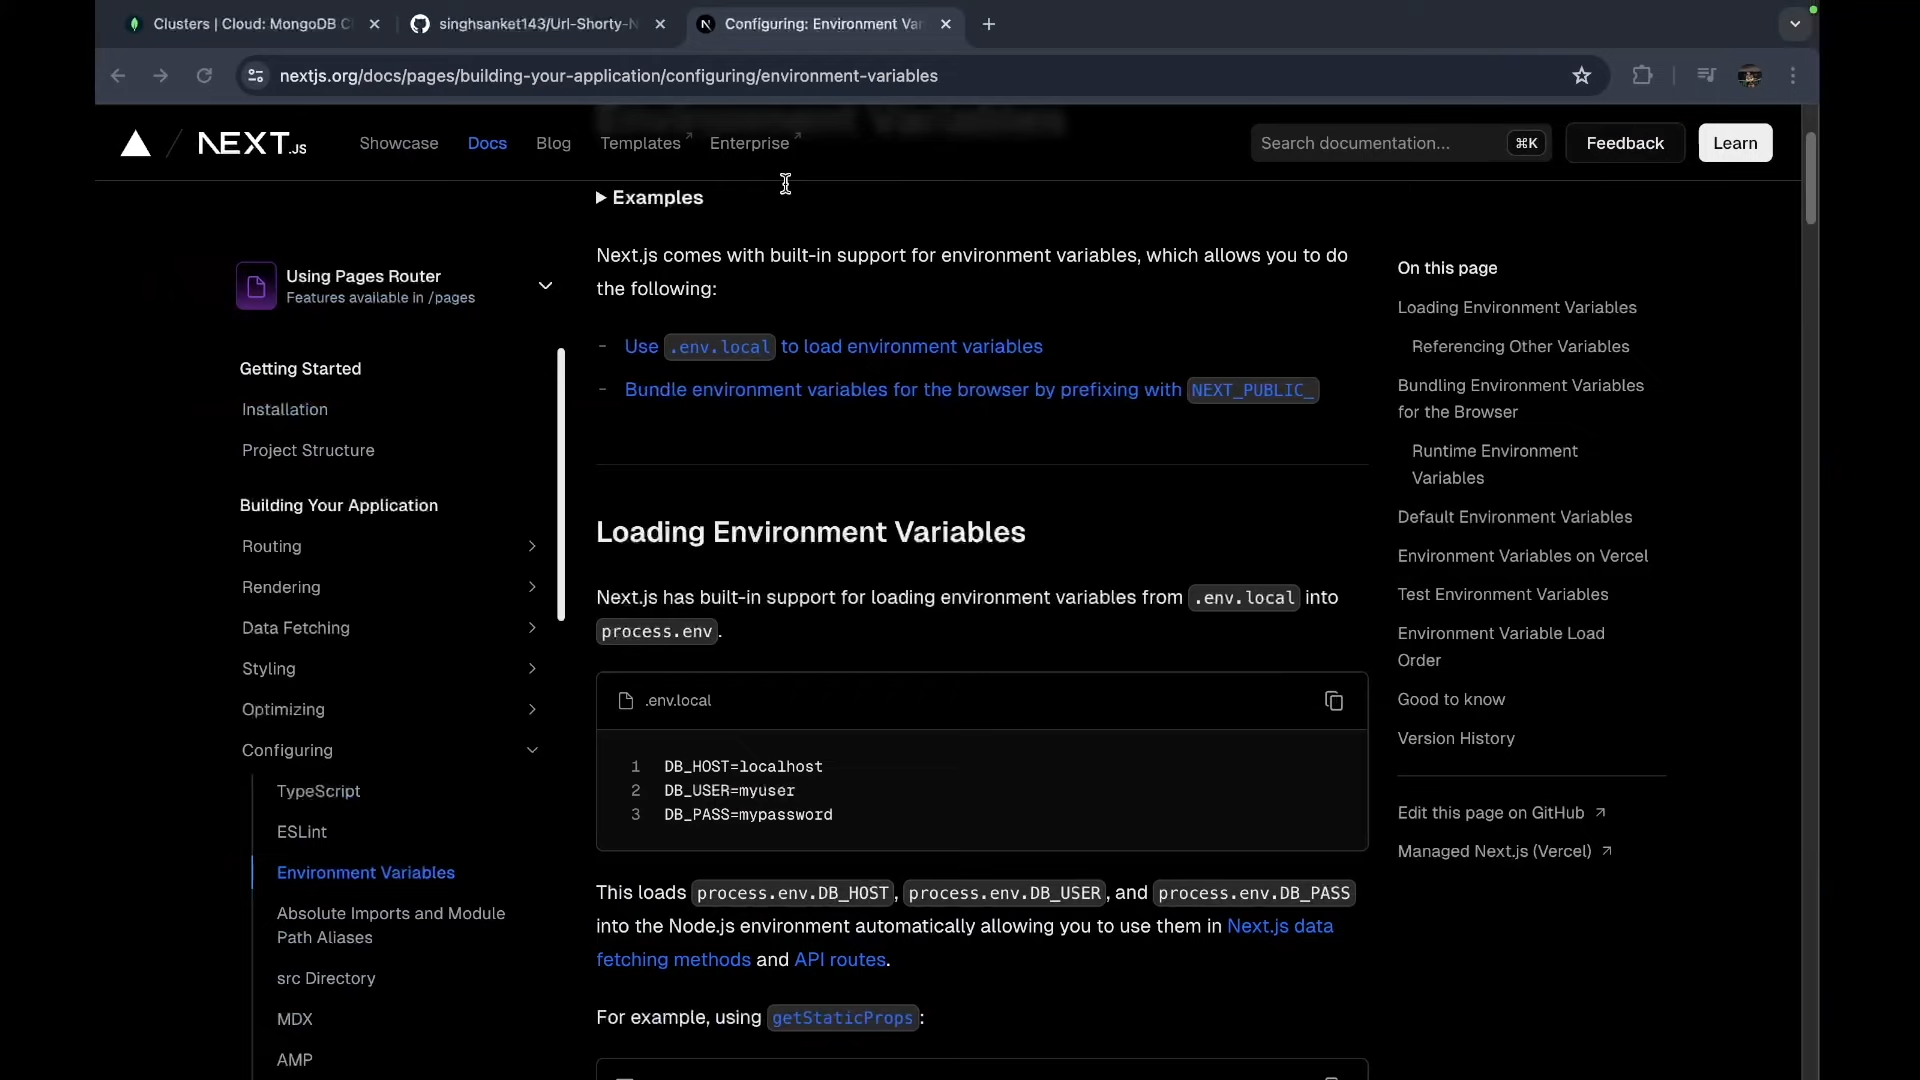 Clusters | Cloud: MongoDB C
singhsanket143/Url-Shorty-N
Configuring: Environment Var
nextjs.org/docs/pages/building-your-application/configuring/environment-variables
Environment Variables
NEXT.JS
Showcase
Docs
Blog
Templates
Enterprise
Search documentation...
⌘K
Feedback
Learn
Using Pages Router
Features available in /pages
Getting Started
Installation
Project Structure
Building Your Application
Routing
Rendering
Data Fetching
Styling
Optimizing
Configuring
TypeScript
ESLint
Environment Variables
Absolute Imports and Module
Path Aliases
src Directory
MDX
AMP
Examples
Next.js comes with built-in support for environment variables, which allows you to do
the following:
- Use .env.local to load environment variables
- Bundle environment variables for the browser by prefixing with NEXT_PUBLIC_
Loading Environment Variables
Next.js has built-in support for loading environment variables from .env.local into
process.env.
.env.local
1 DB_HOST=localhost
2 DB_USER=myuser
3 DB_PASS=mypassword
This loads process.env.DB_HOST, process.env.DB_USER, and process.env.DB_PASS
into the Node.js environment automatically allowing you to use them in Next.js data
fetching methods and API routes.
For example, using getStaticProps:
On this page
Loading Environment Variables
Referencing Other Variables
Bundling Environment Variables
for the Browser
Runtime Environment
Variables
Default Environment Variables
Environment Variables on Vercel
Test Environment Variables
Environment Variable Load
Order
Good to know
Version History
Edit this page on GitHub
Managed Next.js (Vercel)